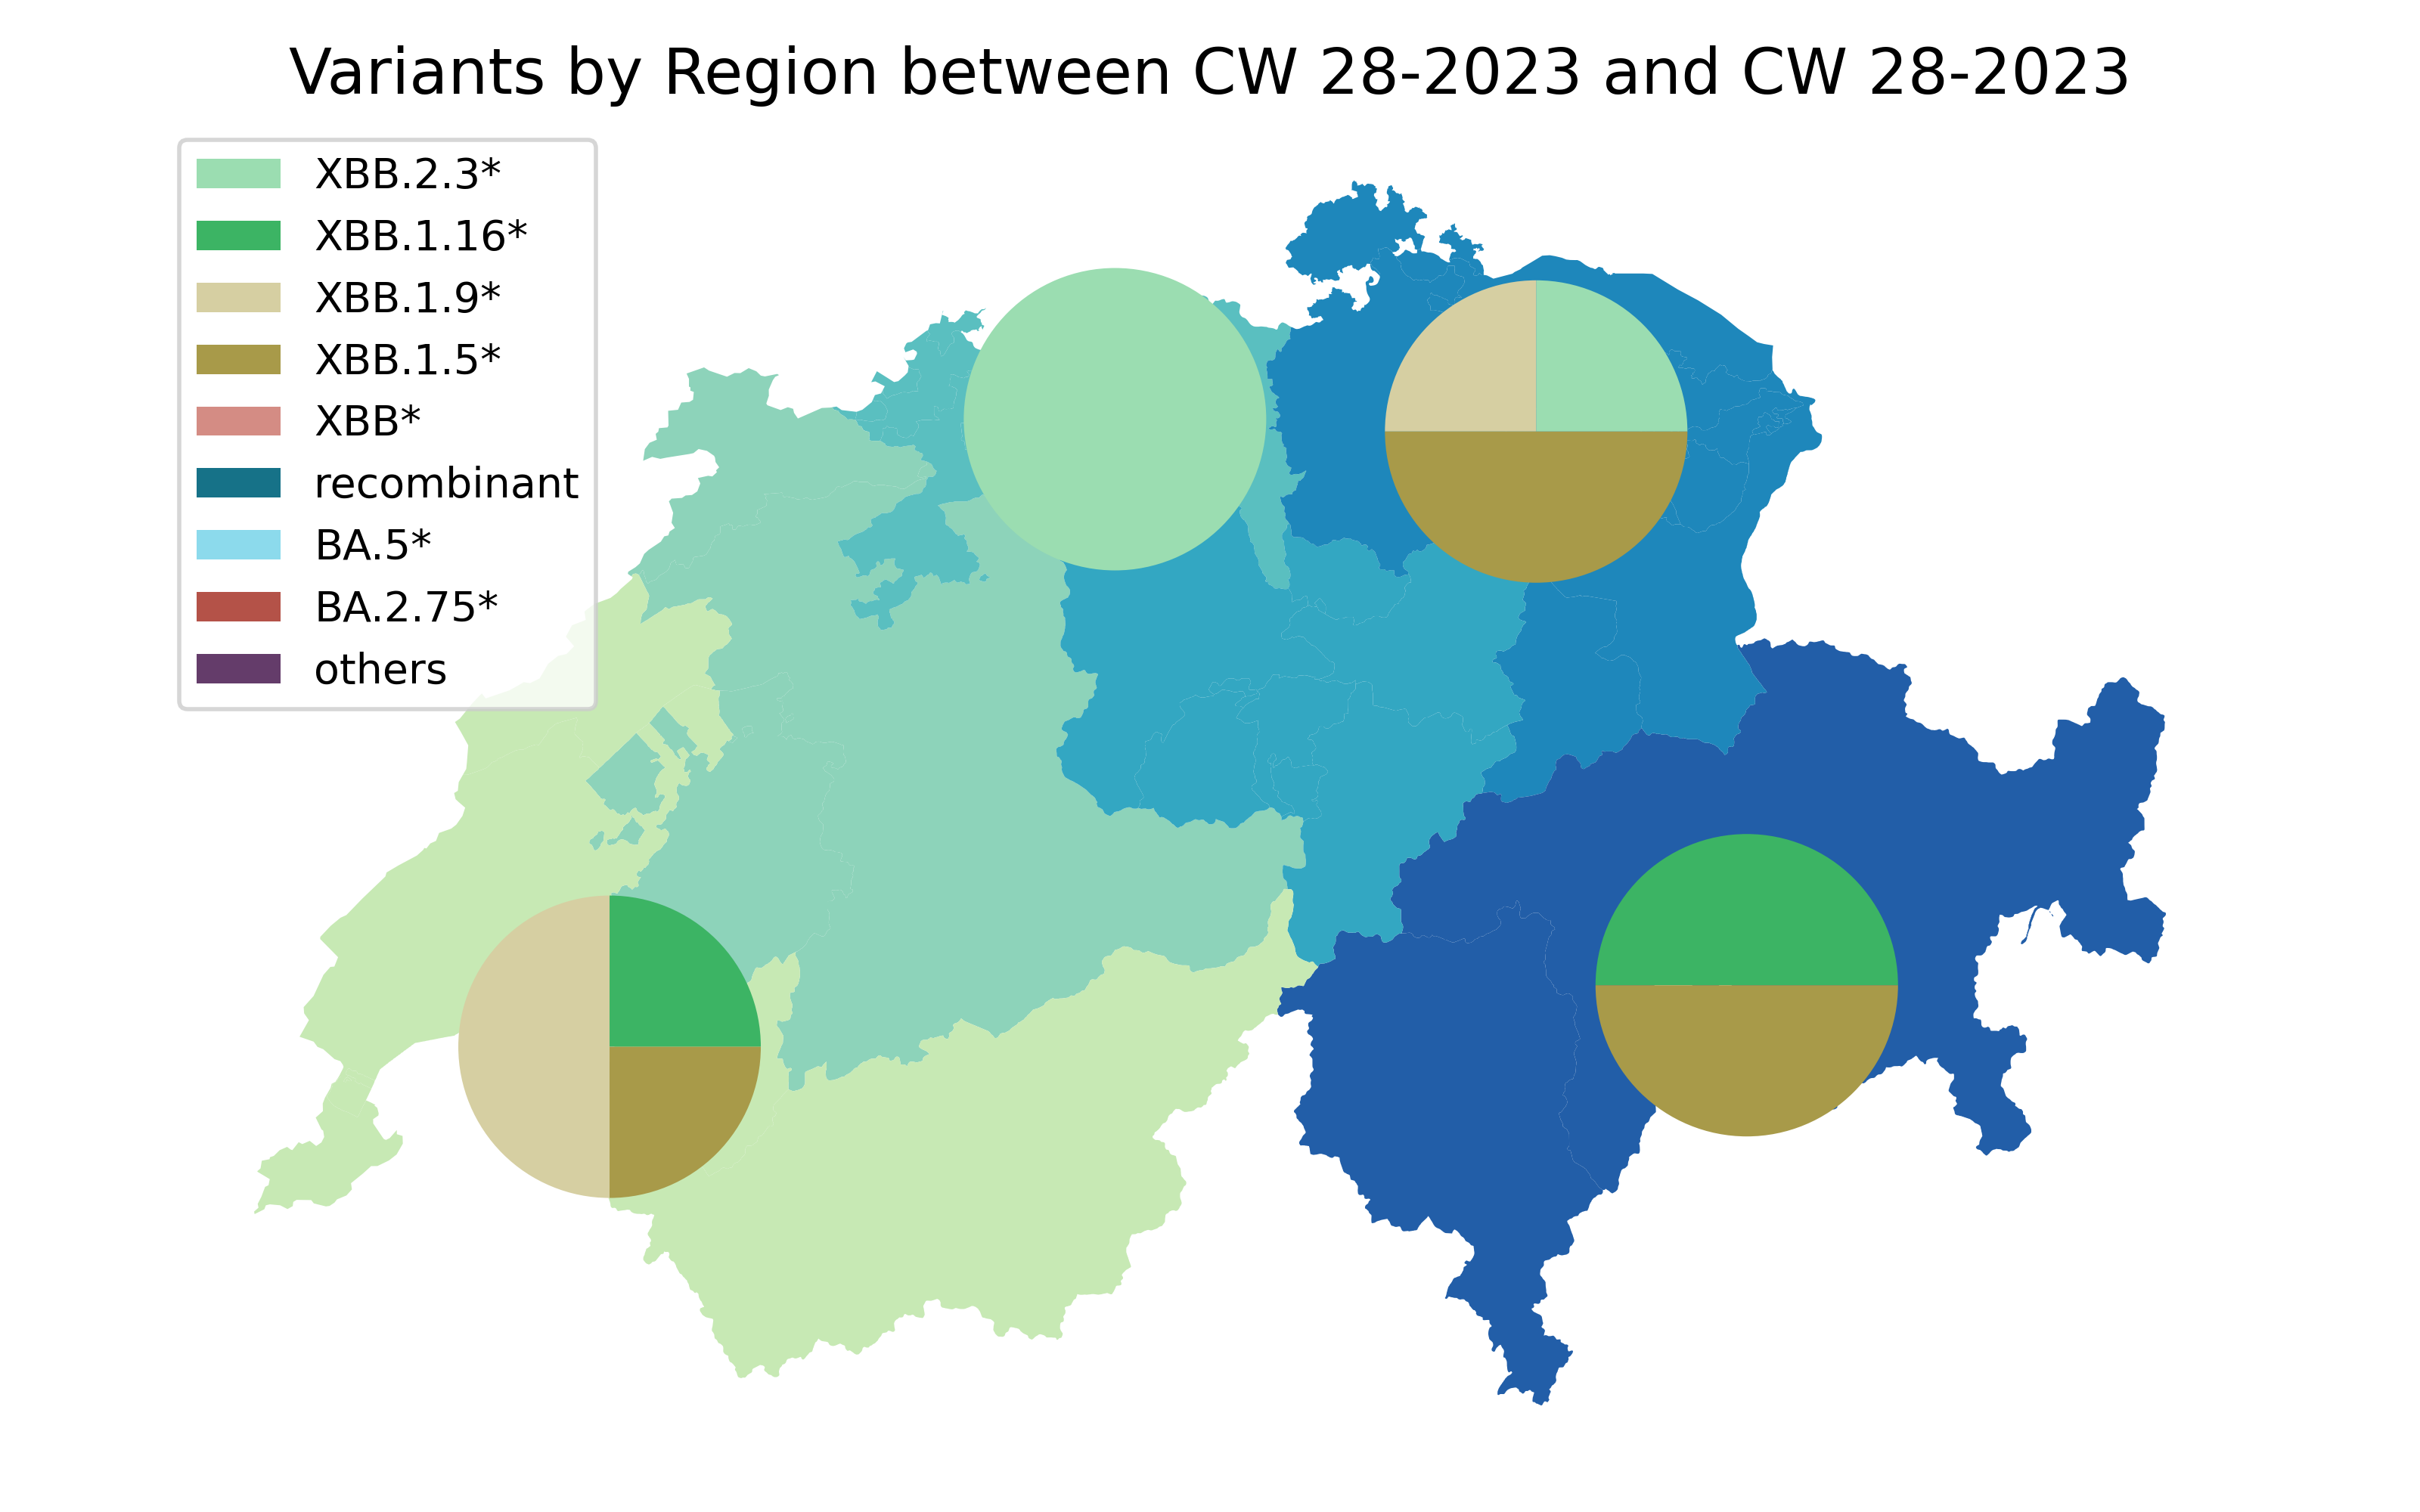 Variants by Region between CW 28-2023 and CW 28-2023
XBB.2.3*
XBB.1.16*
XBB.1.9*
XBB.1.5*
XBB*
recombinant
BA.5*
BA.2.75*
others